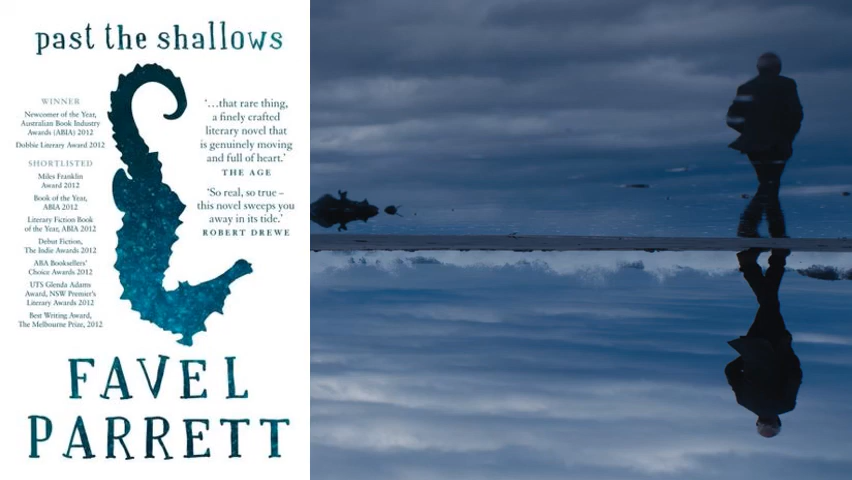 past the shallows
WINNER
Newcomer of the Year,
Australian Book Industry
Awards (ABIA) 2012
Dobbie Literary Award 2012
SHORTLISTED
Miles Franklin
Award 2012
Book of the Year,
ABIA 2012
Literary Fiction Book
of the Year, ABIA 2012
Debut Fiction,
The Indie Awards 2012
ABA Booksellers'
Choice Awards 2012
UTS Glenda Adams
Award, NSW Premier's
Literary Awards 2012
Best Writing Award,
The Melbourne Prize, 2012
‘…that rare thing,
a finely crafted
literary novel that
is genuinely moving
and full of heart.’
THE AGE
‘So real, so true –
this novel sweeps you
away in its tide.’
ROBERT DREWE
FAVEL
PARRETT